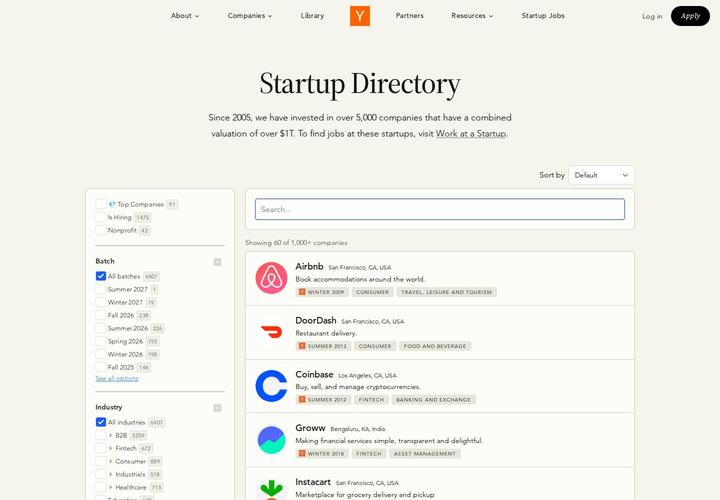 About
Companies
Library
Y
Partners
Resources
Startup Jobs
Log in
Apply
Startup Directory
Since 2005, we have invested in over 5,000 companies that have a combined
valuation of over $1T. To find jobs at these startups, visit Work at a Startup.
Sort by
Default
Top Companies 91
Is Hiring 1475
Nonprofit 42
Batch
All batches 6407
Summer 2027 1
Winter 2027 19
Fall 2026 238
Summer 2026 226
Spring 2026 193
Winter 2026 198
Fall 2025 146
See all options
Industry
All industries 6407
B2B 3259
Fintech 672
Consumer 889
Industrials 518
Healthcare 713
Search...
Showing 60 of 1,000+ companies
Airbnb San Francisco, CA, USA
Book accommodations around the world.
WINTER 2009 CONSUMER TRAVEL, LEISURE AND TOURISM
DoorDash San Francisco, CA, USA
Restaurant delivery.
SUMMER 2013 CONSUMER FOOD AND BEVERAGE
Coinbase Los Angeles, CA, USA
Buy, sell, and manage cryptocurrencies.
SUMMER 2012 FINTECH BANKING AND EXCHANGE
Groww Bengaluru, KA, India
Making financial services simple, transparent and delightful.
WINTER 2018 FINTECH ASSET MANAGEMENT
Instacart San Francisco, CA, USA
Marketplace for grocery delivery and pickup